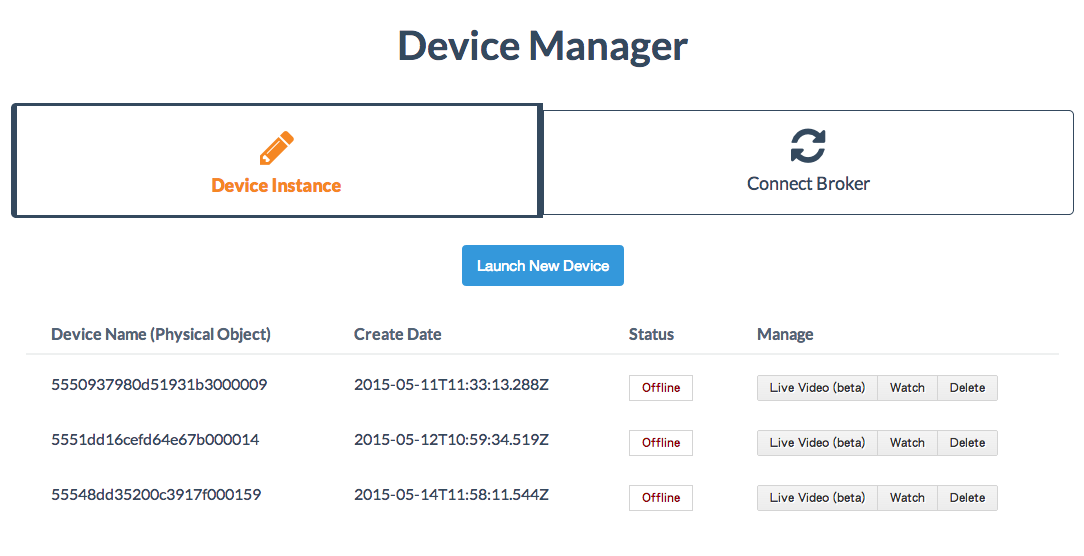 Device Manager
Device Instance
Connect Broker
Launch New Device
Device Name (Physical Object) Create Date Status Manage
5550937980d51931b3000009 2015-05-11T11:33:13.288Z Offline Live Video (beta) Watch Delete
5551dd16cefd64e67b000014 2015-05-12T10:59:34.519Z Offline Live Video (beta) Watch Delete
55548dd35200c3917f000159 2015-05-14T11:58:11.544Z Offline Live Video (beta) Watch Delete